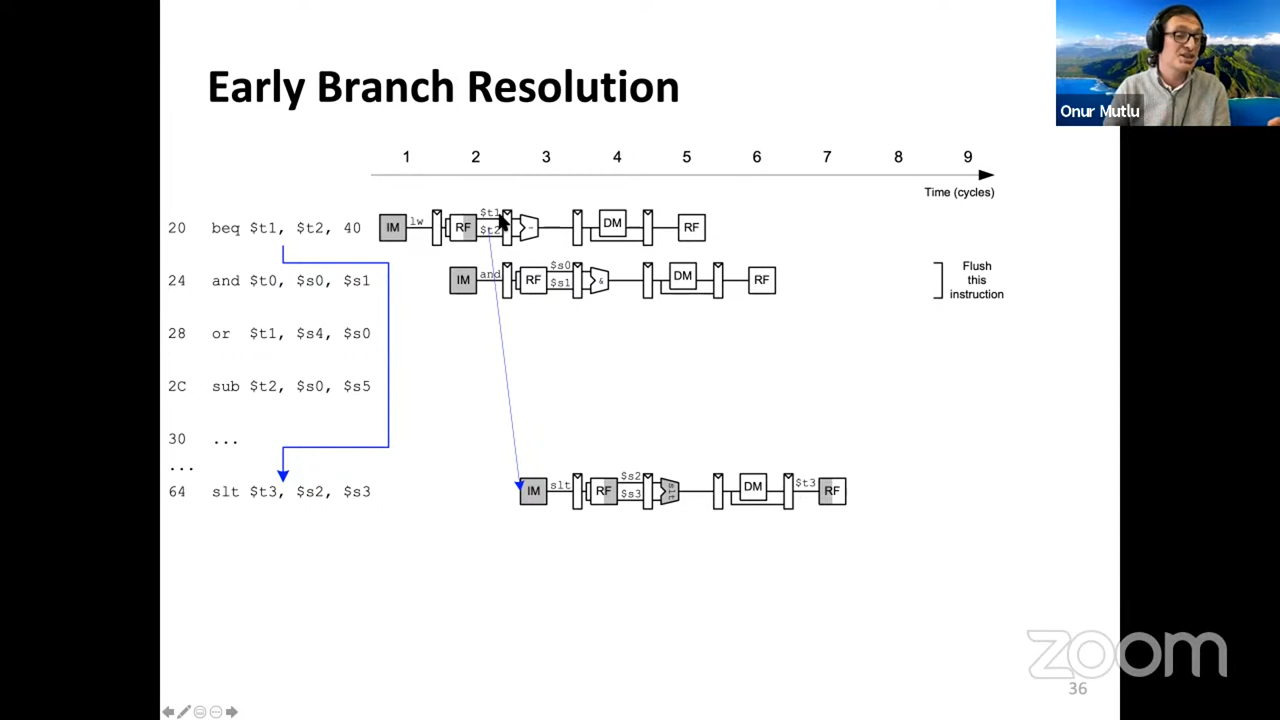 Early Branch Resolution
Onur Mutlu
1 2 3 4 5 6 7 8 9
Time (cycles)
20 beq $t1, $t2, 40 IM lw RF $t1 $t2 - DM RF
24 and $t0, $s0, $s1 IM and RF $s0 $s1 & DM RF
Flush
this
instruction
28 or $t1, $s4, $s0
2C sub $t2, $s0, $s5
30 ...
...
64 slt $t3, $s2, $s3 IM slt RF $s2 $s3 slt DM $t3 RF
zoom
36